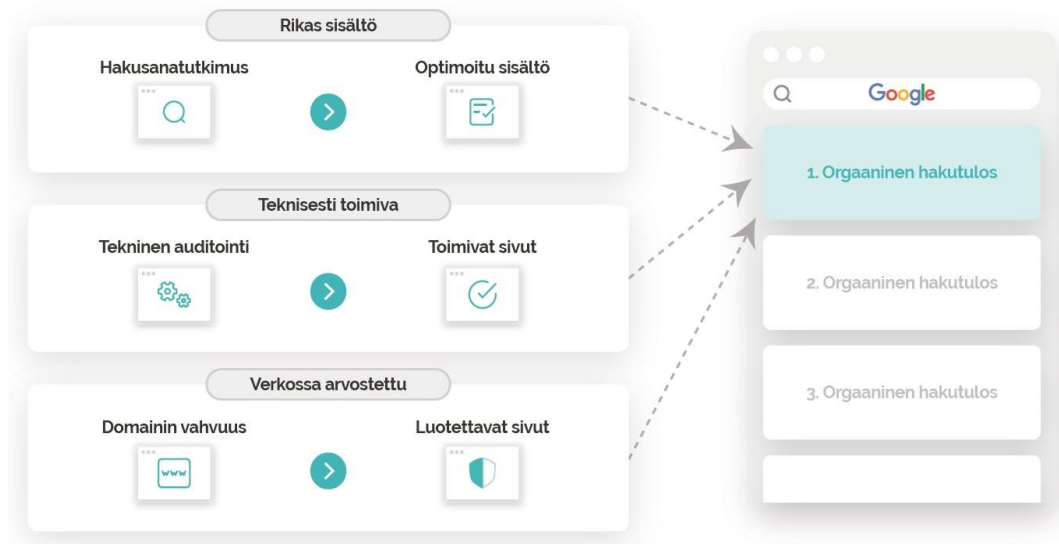 Rikas sisältö
Hakusanatutkimus
Optimoitu sisältö
Teknisesti toimiva
Tekninen auditointi
Toimivat sivut
Verkossa arvostettu
Domainin vahvuus
www
Luotettavat sivut
Google
1. Orgaaninen hakutulos
2. Orgaaninen hakutulos
3. Orgaaninen hakutulos